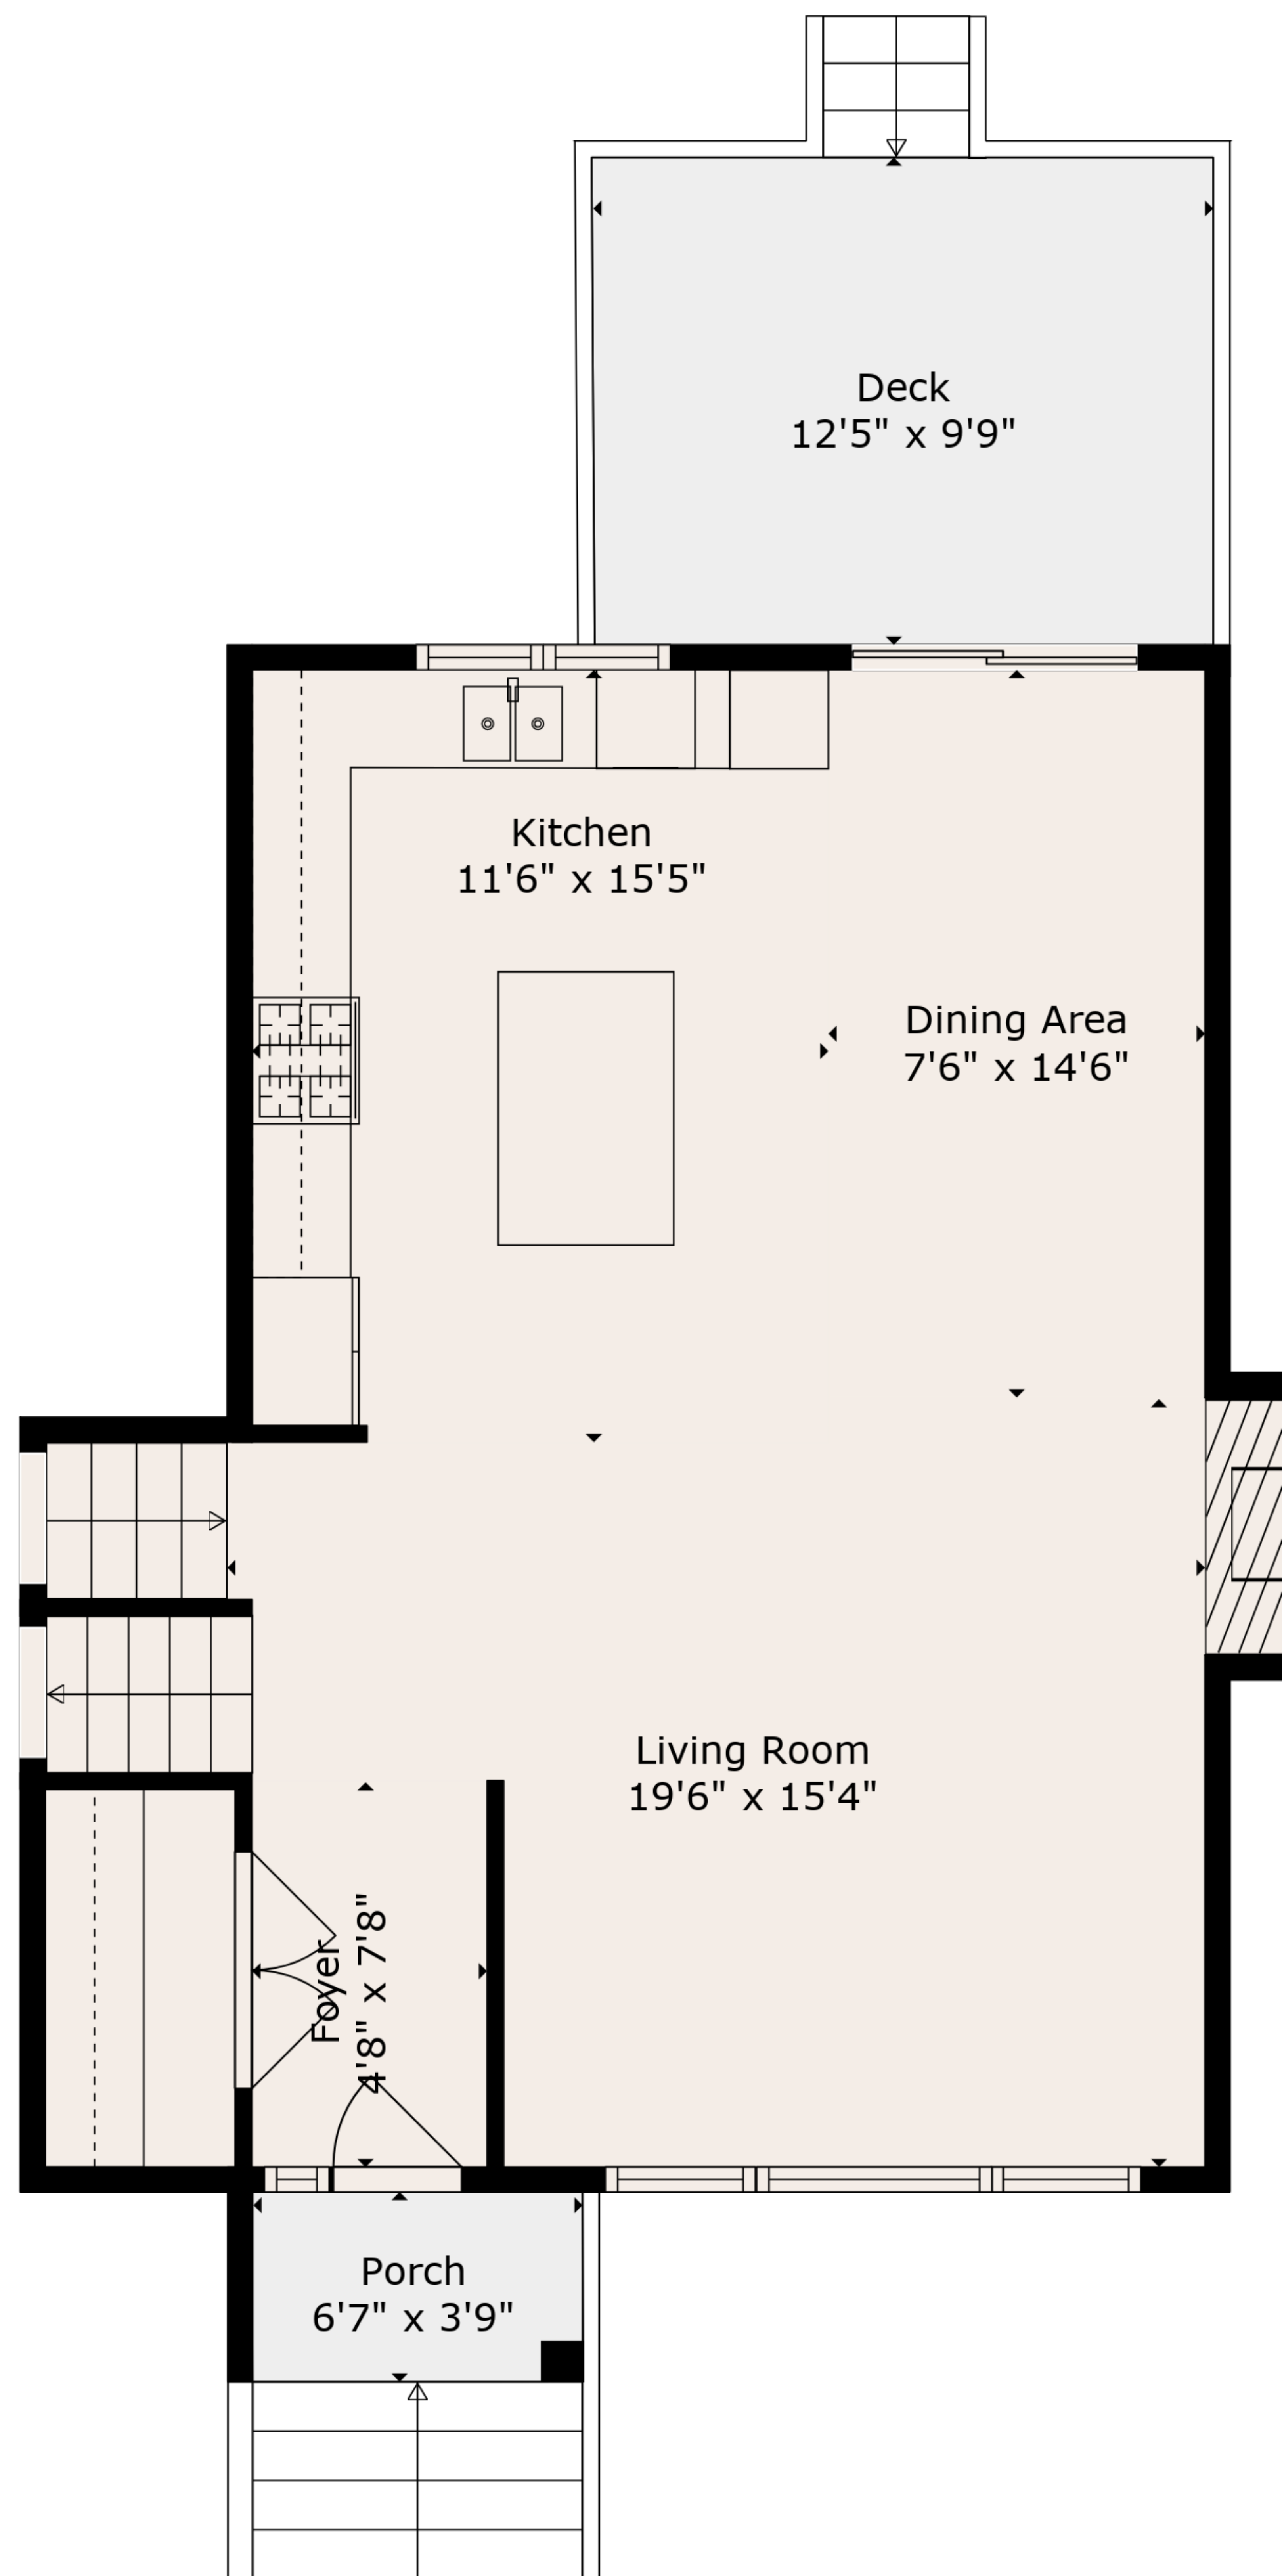 Deck
12'5" x 9'9"
Kitchen
11'6" x 15'5"
Dining Area
7'6" x 14'6"
Living Room
19'6" x 15'4"
Foyer
4'8" x 7'8"
Porch
6'7" x 3'9"